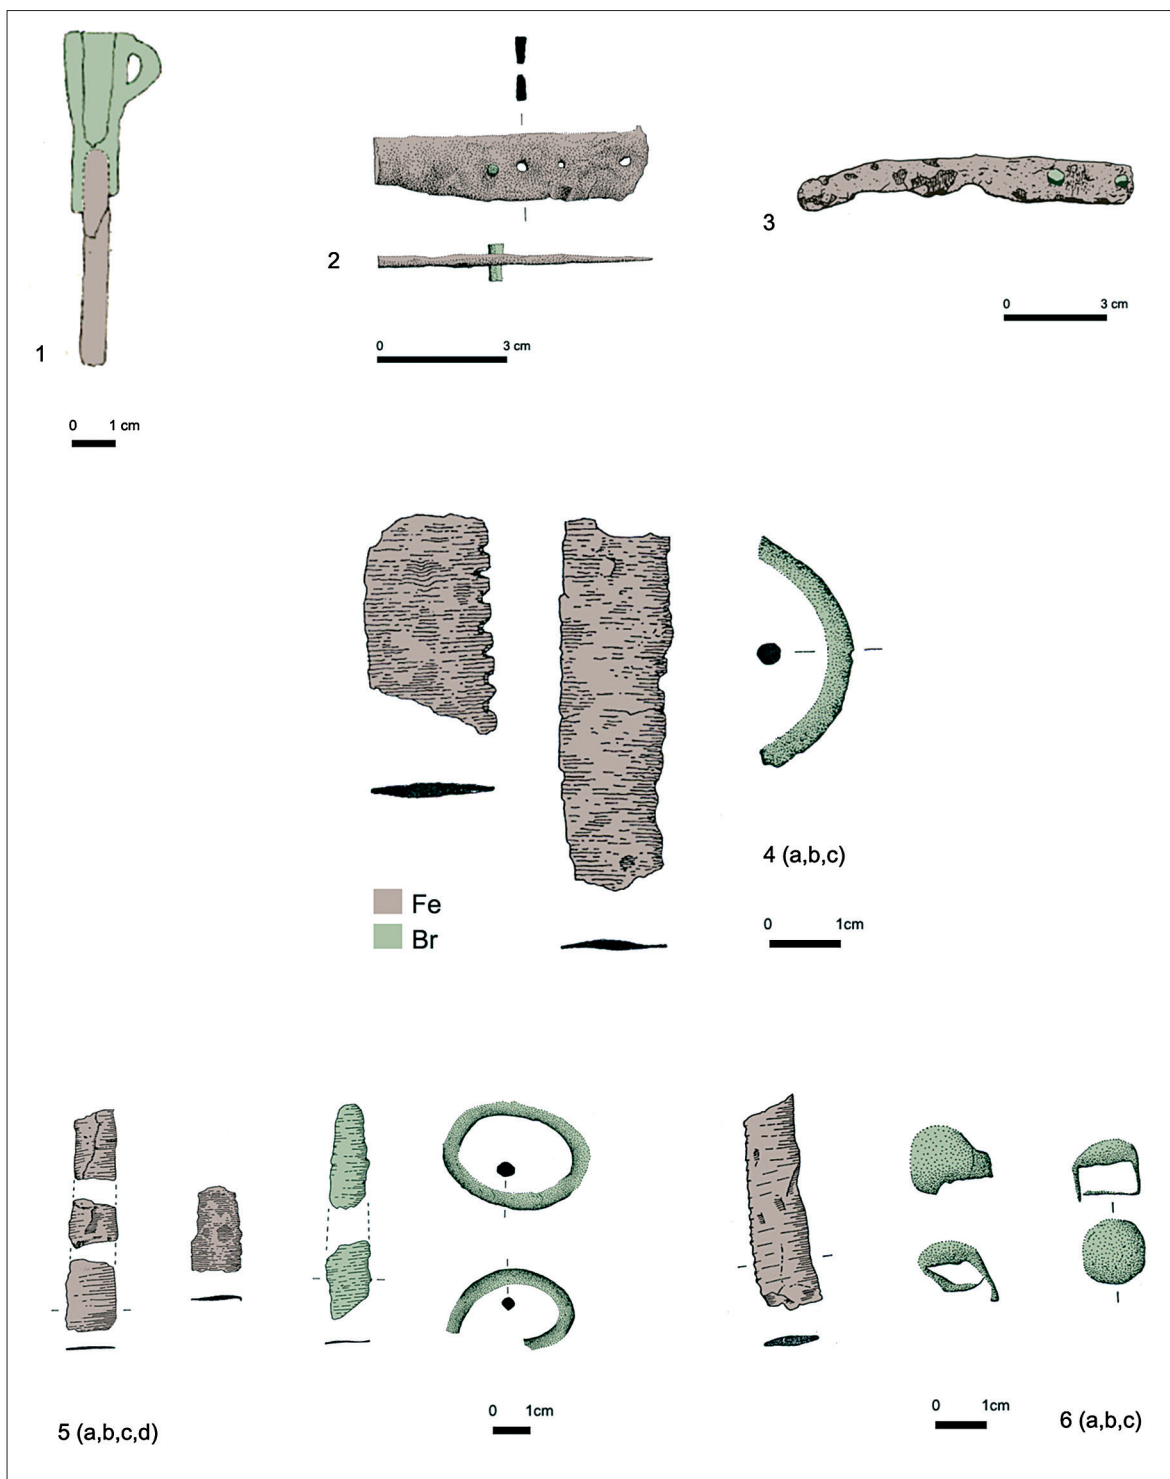 1
0 1 cm
2
0 3 cm
3
0 3 cm
4 (a,b,c)
0 1cm
Fe
Br
5 (a,b,c,d)
0 1cm
6 (a,b,c)
0 1cm